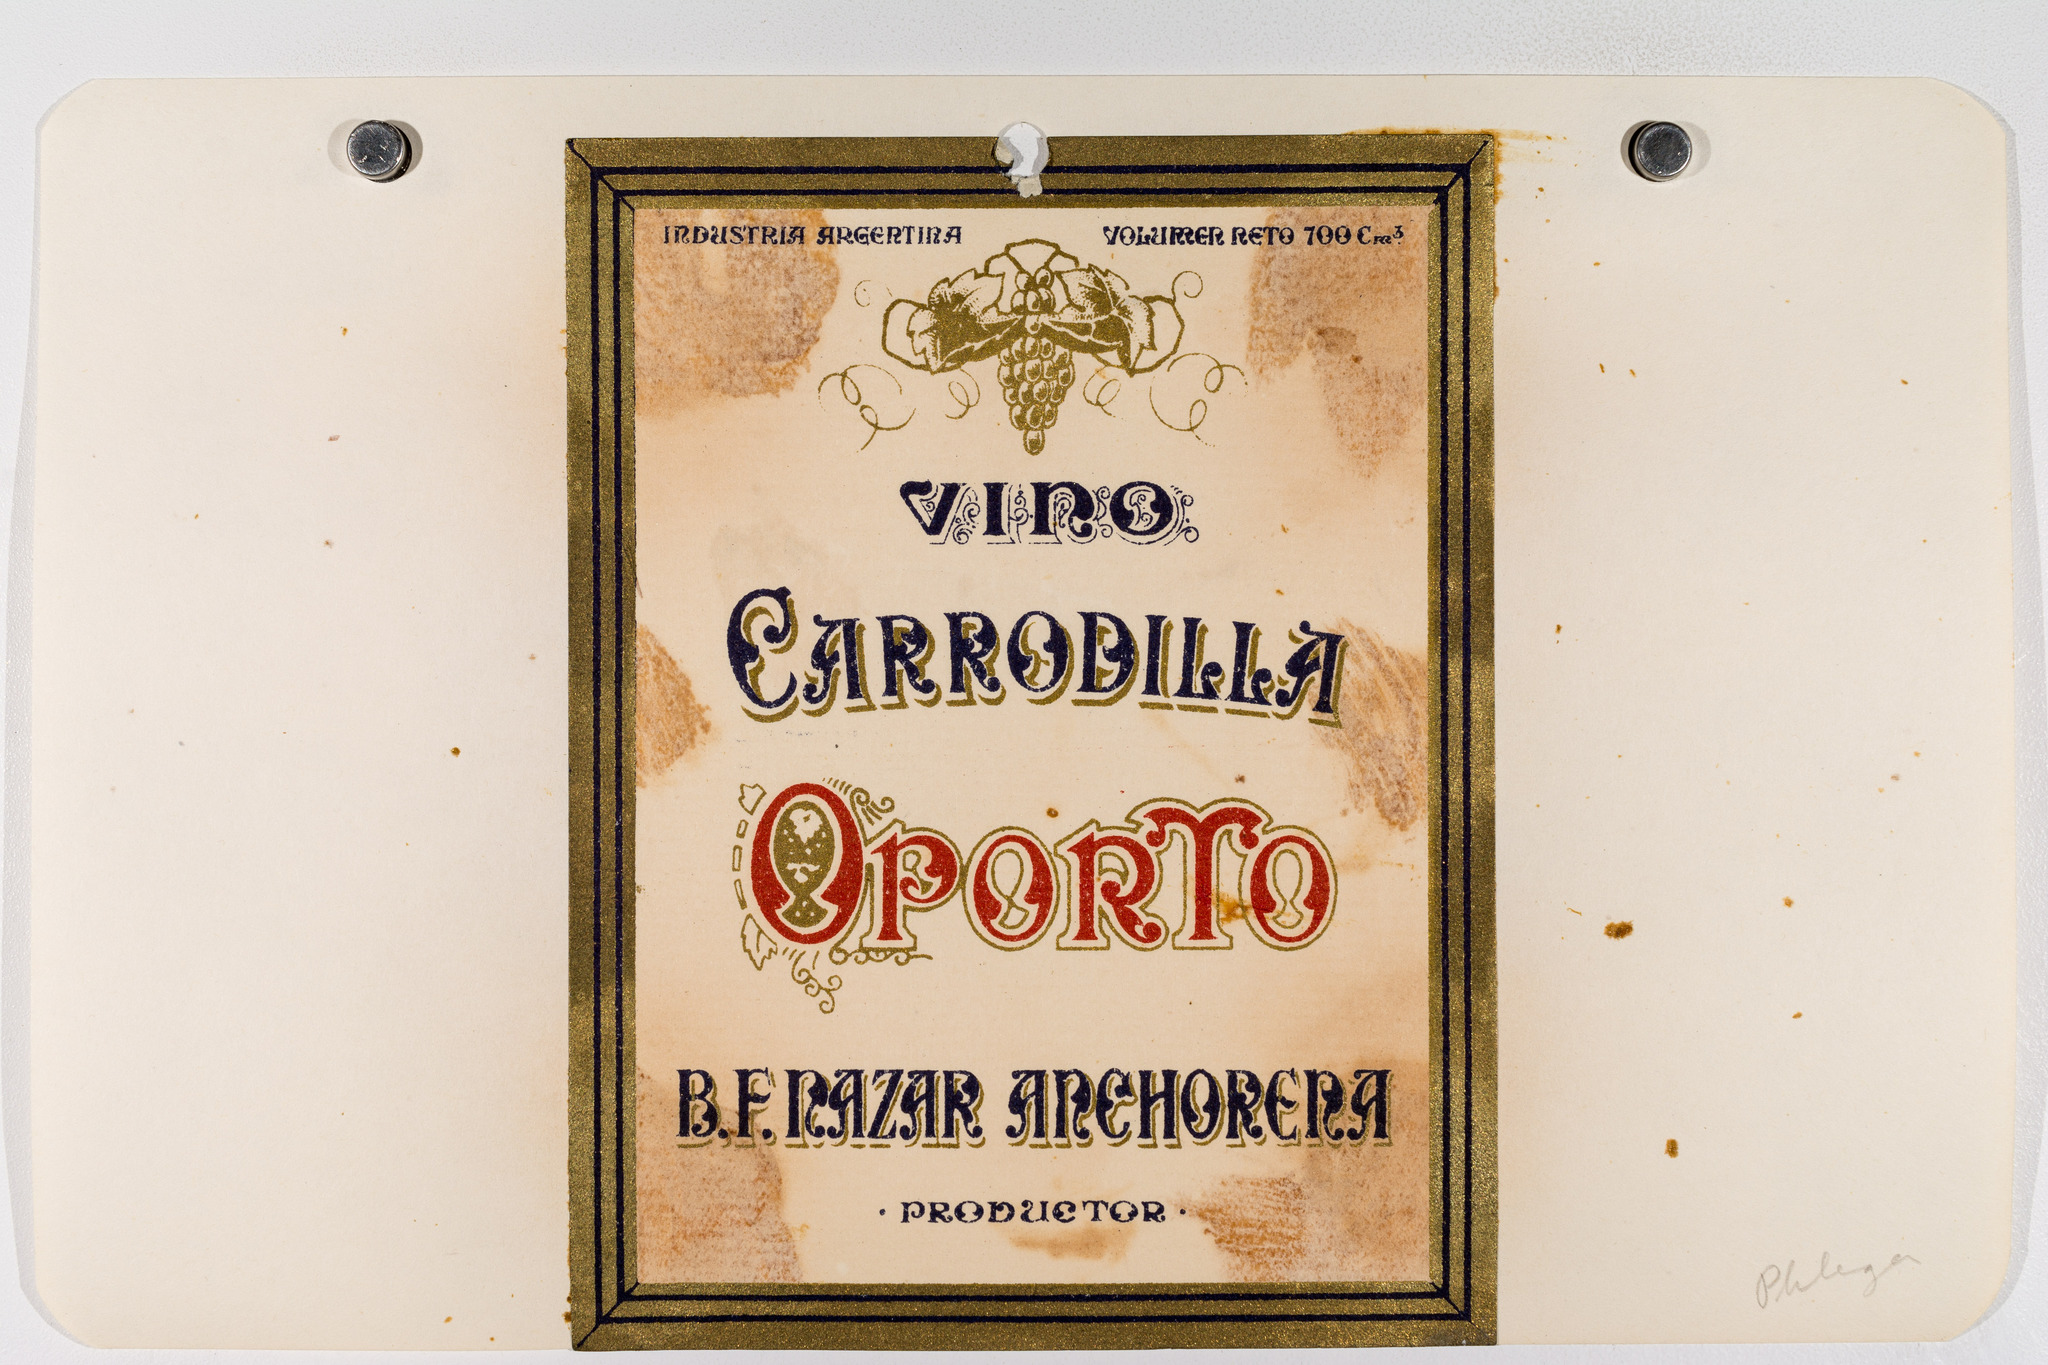 INDUSTRIA ARGENTINA
VOLUMEN NETO 700 Cm³
VINO
CARRODILLA
OPORTO
B. F. NAZAR ANCHORENA
· PRODUCTOR ·